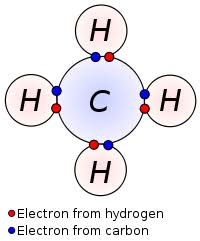 H
H C H
H
Electron from hydrogen
Electron from carbon